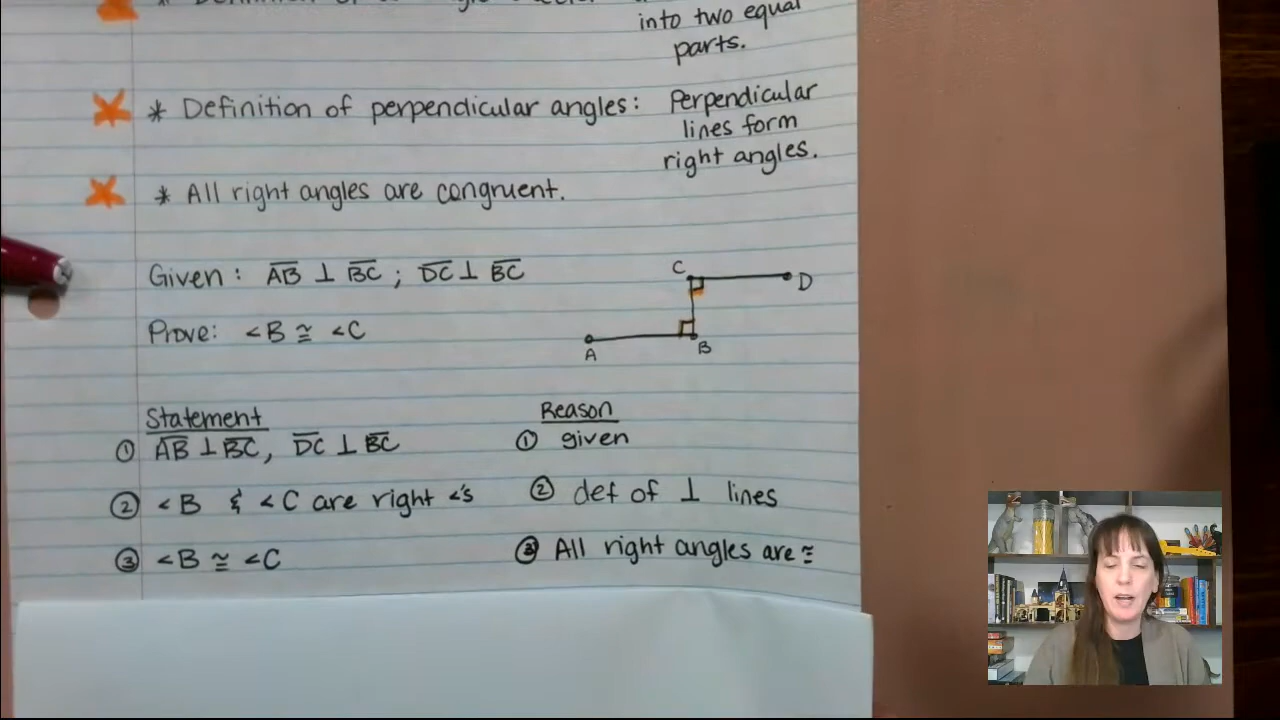 into two equal
parts.
* Definition of perpendicular angles: Perpendicular
lines form
right angles.
* All right angles are congruent.
Given: AB ⊥ BC ; DC ⊥ BC
C
D
Prove: <B ≅ <C
A
B
Statement
Reason
① AB ⊥ BC, DC ⊥ BC
① given
② <B & <C are right <'s
② def of ⊥ lines
③ <B ≅ <C
③ All right angles are ≅